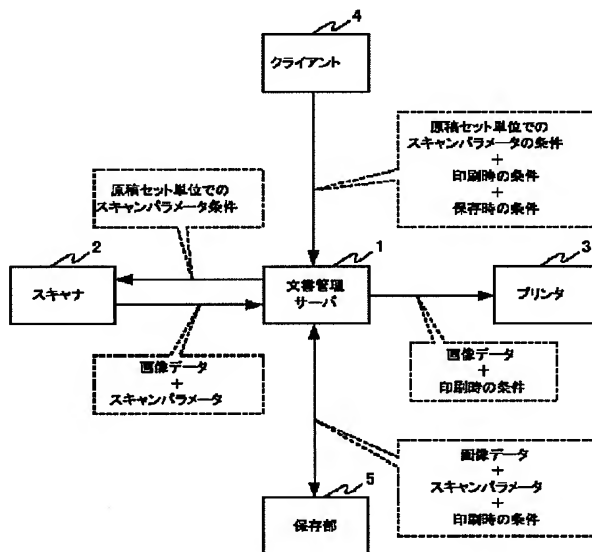 4
クライアント
原稿セット単位での
スキャンパラメータの条件
+
印刷時の条件
+
保存時の条件
原稿セット単位での
スキャンパラメータ条件
2
スキャナ
1
文書管理
サーバ
3
プリンタ
画像データ
+
スキャンパラメータ
画像データ
+
印刷時の条件
画像データ
+
スキャンパラメータ
+
印刷時の条件
5
保存部